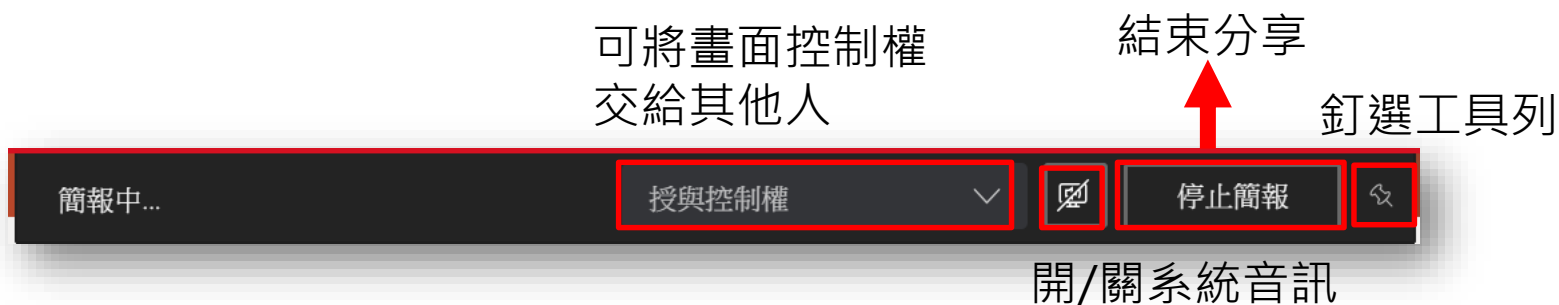 可將畫面控制權
交給其他人
結束分享
釘選工具列
簡報中...
授與控制權
停止簡報
開/關系統音訊